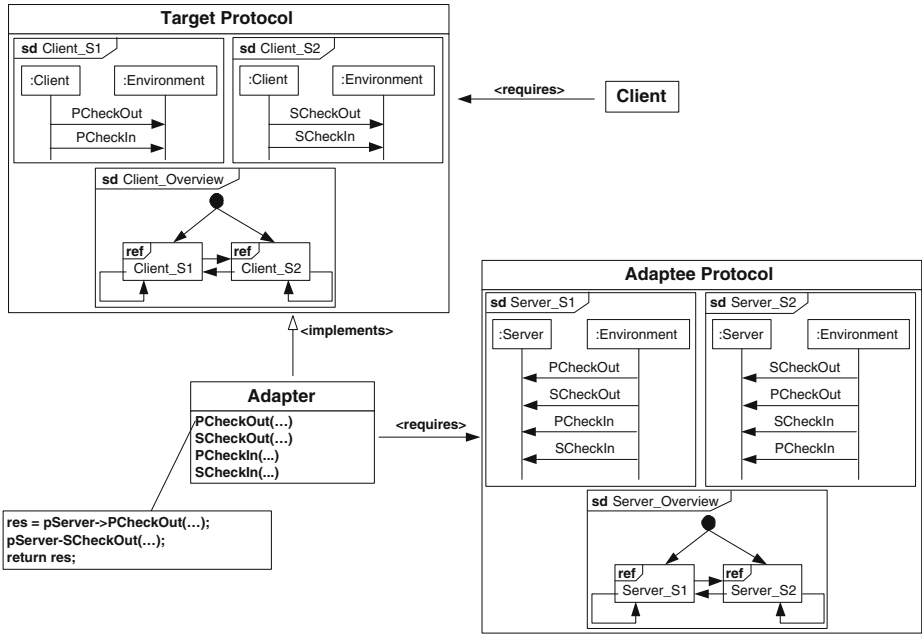 Target Protocol
sd Client_S1
:Client
:Environment
PCheckOut
PCheckIn
sd Client_S2
:Client
:Environment
SCheckOut
SCheckIn
sd Client_Overview
ref
Client_S1
ref
Client_S2
<requires>
Client
<implements>
Adapter
PCheckOut(…)
SCheckOut(…)
PCheckIn(...)
SCheckIn(...)
res = pServer->PCheckOut(…);
pServer-SCheckOut(…);
return res;
<requires>
Adaptee Protocol
sd Server_S1
:Server
:Environment
PCheckOut
SCheckOut
PCheckIn
SCheckIn
sd Server_S2
:Server
:Environment
SCheckOut
PCheckOut
SCheckIn
PCheckIn
sd Server_Overview
ref
Server_S1
ref
Server_S2